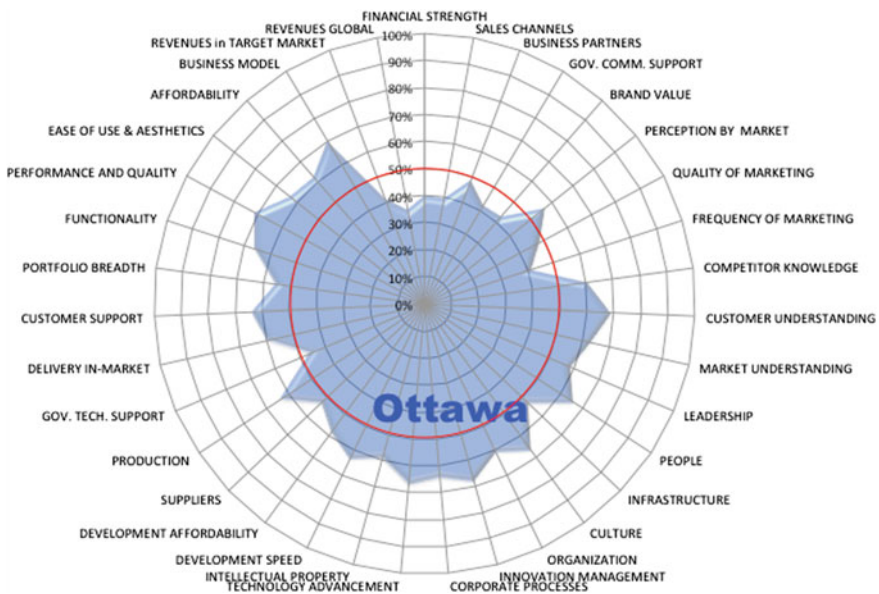 FINANCIAL STRENGTH
SALES CHANNELS
BUSINESS PARTNERS
GOV. COMM. SUPPORT
BRAND VALUE
PERCEPTION BY MARKET
QUALITY OF MARKETING
FREQUENCY OF MARKETING
COMPETITOR KNOWLEDGE
CUSTOMER UNDERSTANDING
MARKET UNDERSTANDING
LEADERSHIP
PEOPLE
INFRASTRUCTURE
CULTURE
ORGANIZATION
INNOVATION MANAGEMENT
CORPORATE PROCESSES
TECHNOLOGY ADVANCEMENT
INTELLECTUAL PROPERTY
DEVELOPMENT SPEED
DEVELOPMENT AFFORDABILITY
SUPPLIERS
PRODUCTION
GOV. TECH. SUPPORT
DELIVERY IN-MARKET
CUSTOMER SUPPORT
PORTFOLIO BREADTH
FUNCTIONALITY
PERFORMANCE AND QUALITY
EASE OF USE & AESTHETICS
AFFORDABILITY
BUSINESS MODEL
REVENUES in TARGET MARKET
REVENUES GLOBAL
100%
90%
80%
70%
60%
50%
40%
30%
20%
10%
0%
Ottawa